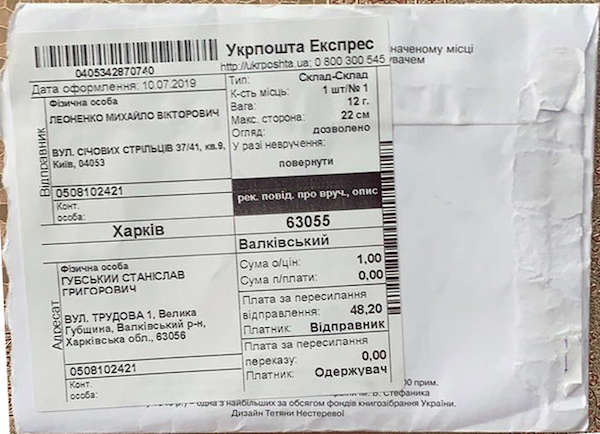 0405342870740
Дата оформлення: 10.07.2019
Укрпошта Експрес
http://ukrposhta.ua; 0 800 300 545
значеному місці
Відправник
Фізична особа
ЛЕОНЕНКО МИХАЙЛО ВІКТОРОВИЧ
ВУЛ. СІЧОВИХ СТРІЛЬЦІВ 37/41, кв.9,
Київ, 04053
0508102421
Конт.
особа:
Тип: Склад-Склад
К-сть місць: 1 шт/№ 1
Вага: 12 г.
Макс. сторона: 22 см
Огляд: дозволено
У разі невручення:
повернути
рек. повід. про вруч., опис
Харків
63055
Валківський
Адресат
Фізична особа
ГУБСЬКИЙ СТАНІСЛАВ
ГРИГОРОВИЧ
ВУЛ. ТРУДОВА 1, Велика
Губщина, Валківський р-н,
Харківська обл., 63056
0508102421
Конт.
особа:
Сума о/цін: 1,00
Сума п/плати: 0,00
Плата за пересилання
відправлення: 48,20
Платник: Відправник
Плата за пересилання
переказу: 0,00
Платник: Одержувач
00 прим.
В. Стефаника
одна з найбільших за обсягом фондів книгозібрання України.
Дизайн Тетяни Нестеревої